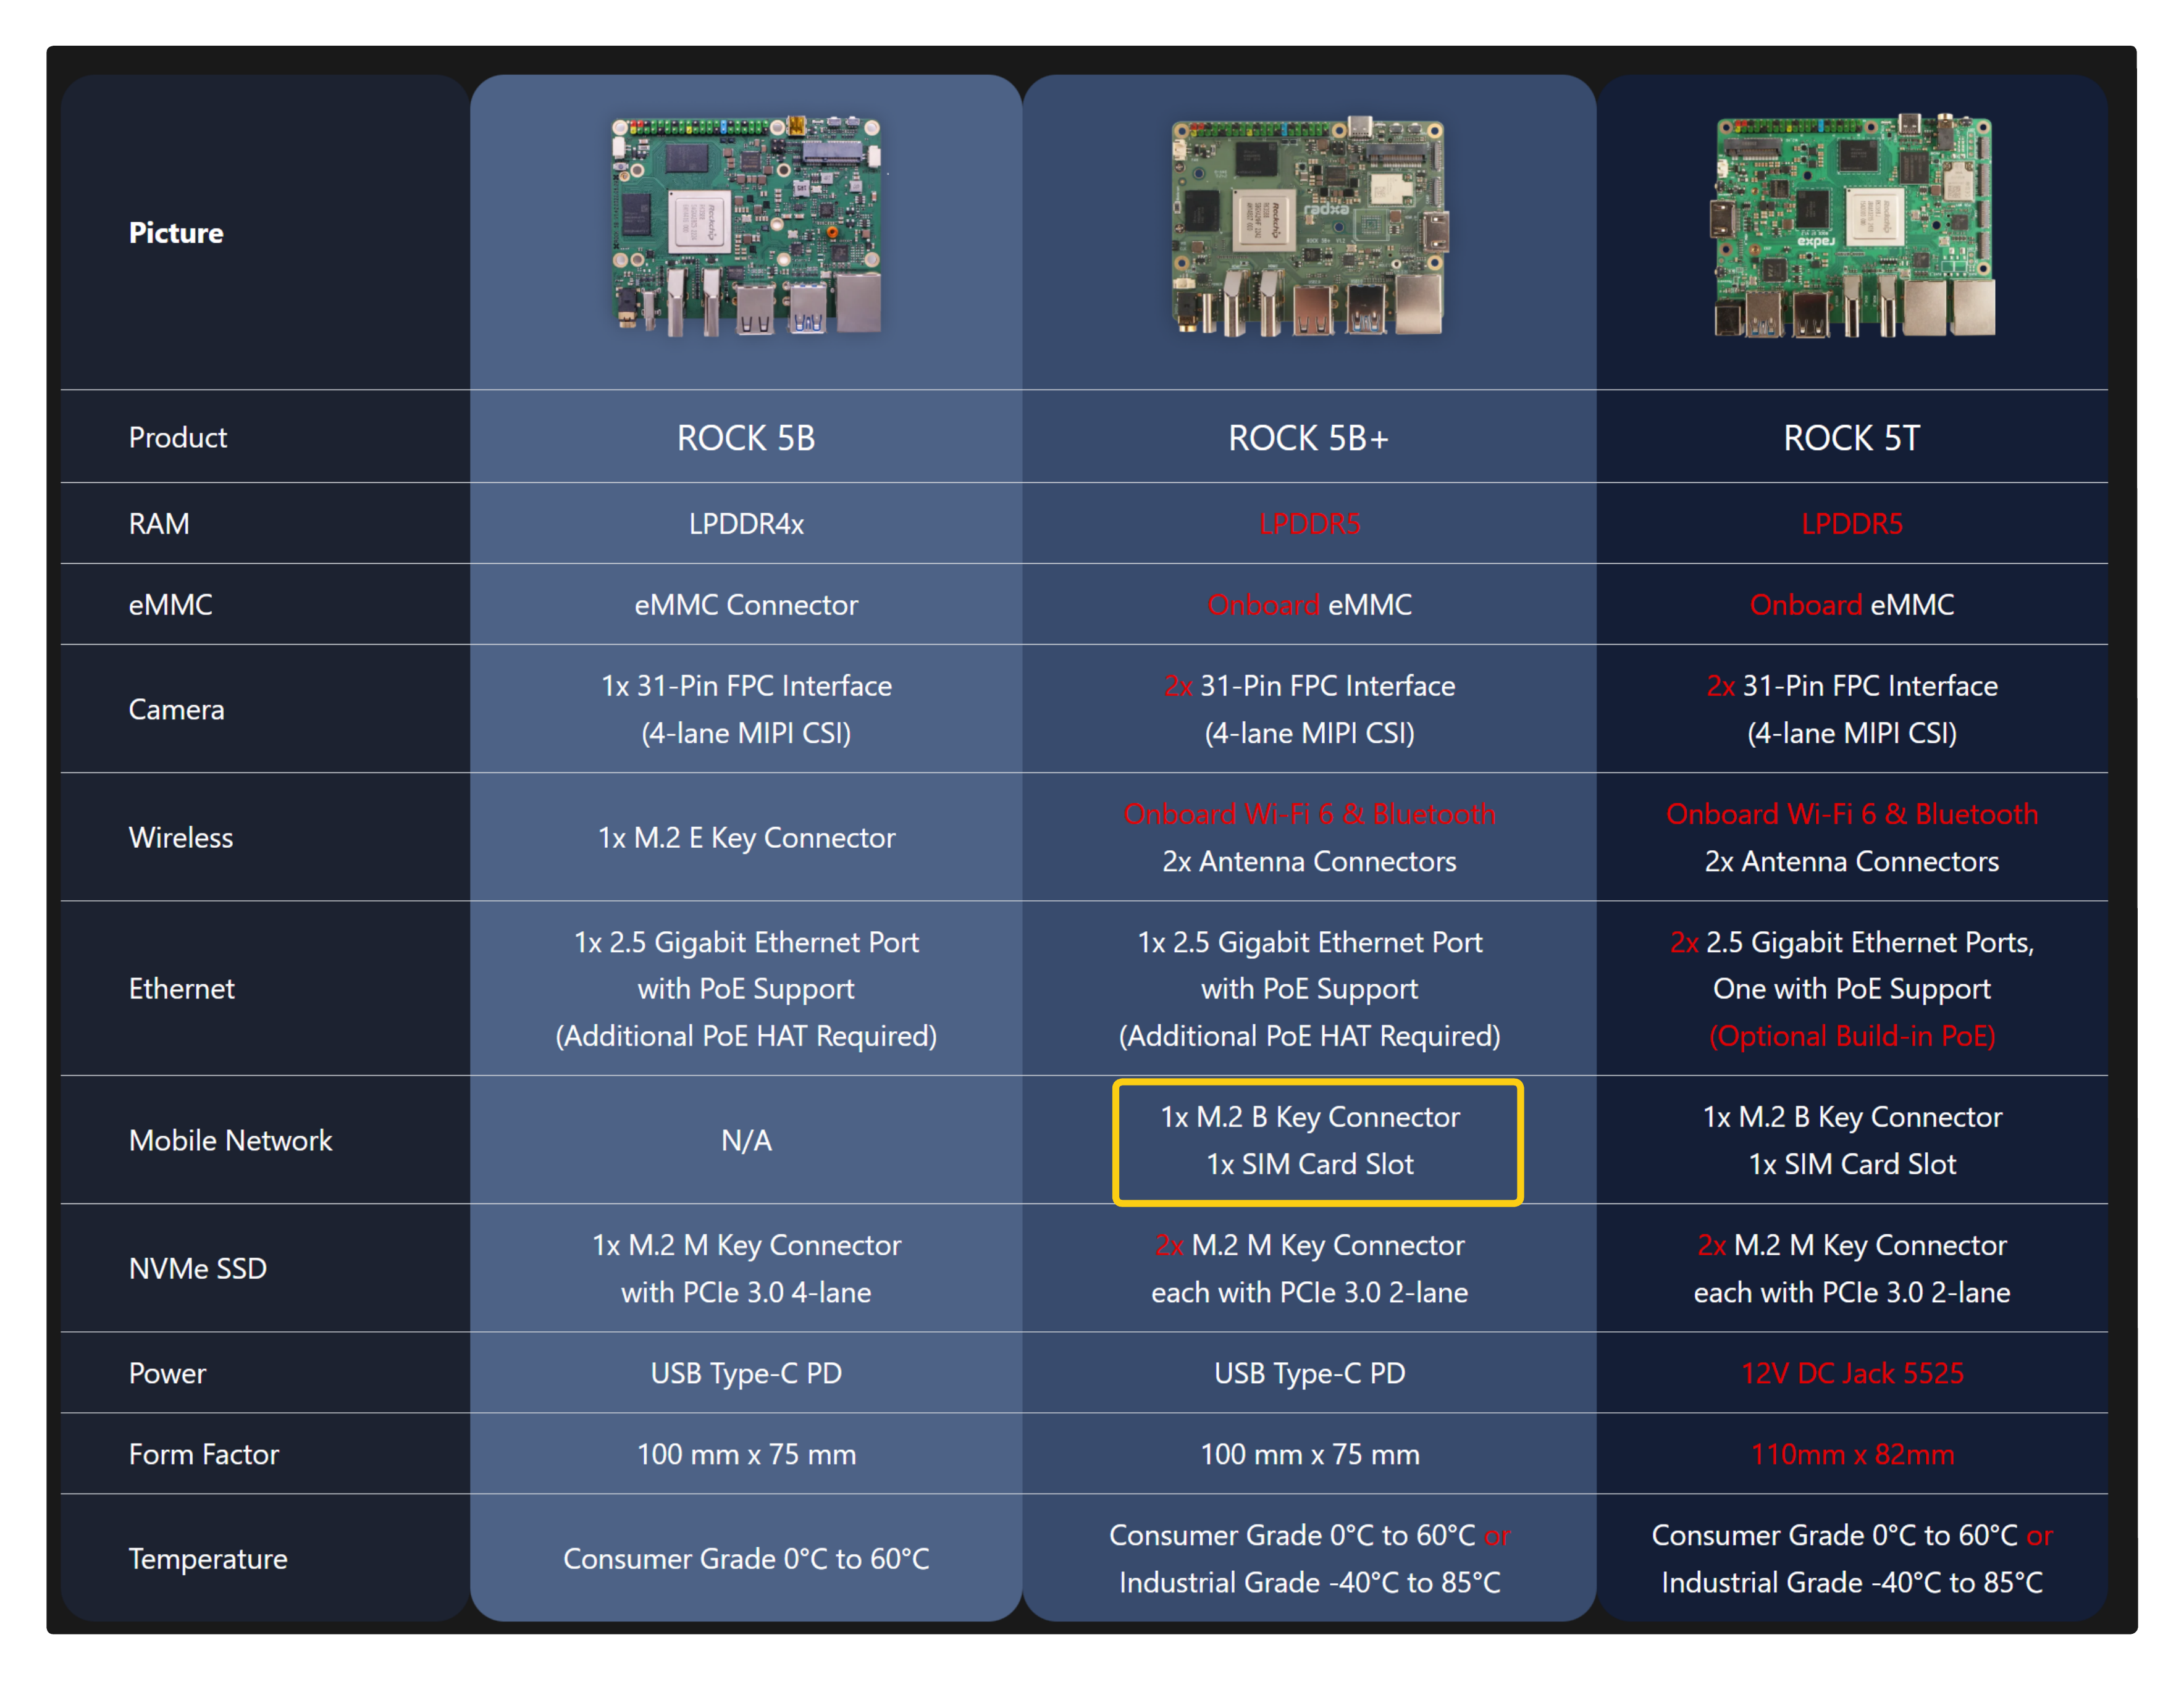 Picture
radxa
radxa
Product
ROCK 5B
ROCK 5B+
ROCK 5T
RAM
LPDDR4x
LPDDR5
LPDDR5
eMMC
eMMC Connector
Onboard eMMC
Onboard eMMC
Camera
1x 31-Pin FPC Interface
(4-lane MIPI CSI)
2x 31-Pin FPC Interface
(4-lane MIPI CSI)
2x 31-Pin FPC Interface
(4-lane MIPI CSI)
Wireless
1x M.2 E Key Connector
Onboard Wi-Fi 6 & Bluetooth
2x Antenna Connectors
Onboard Wi-Fi 6 & Bluetooth
2x Antenna Connectors
Ethernet
1x 2.5 Gigabit Ethernet Port
with PoE Support
(Additional PoE HAT Required)
1x 2.5 Gigabit Ethernet Port
with PoE Support
(Additional PoE HAT Required)
2x 2.5 Gigabit Ethernet Ports,
One with PoE Support
(Optional Build-in PoE)
Mobile Network
N/A
1x M.2 B Key Connector
1x SIM Card Slot
1x M.2 B Key Connector
1x SIM Card Slot
NVMe SSD
1x M.2 M Key Connector
with PCIe 3.0 4-lane
2x M.2 M Key Connector
each with PCIe 3.0 2-lane
2x M.2 M Key Connector
each with PCIe 3.0 2-lane
Power
USB Type-C PD
USB Type-C PD
12V DC Jack 5525
Form Factor
100 mm x 75 mm
100 mm x 75 mm
110mm x 82mm
Temperature
Consumer Grade 0°C to 60°C
Consumer Grade 0°C to 60°C or
Industrial Grade -40°C to 85°C
Consumer Grade 0°C to 60°C or
Industrial Grade -40°C to 85°C